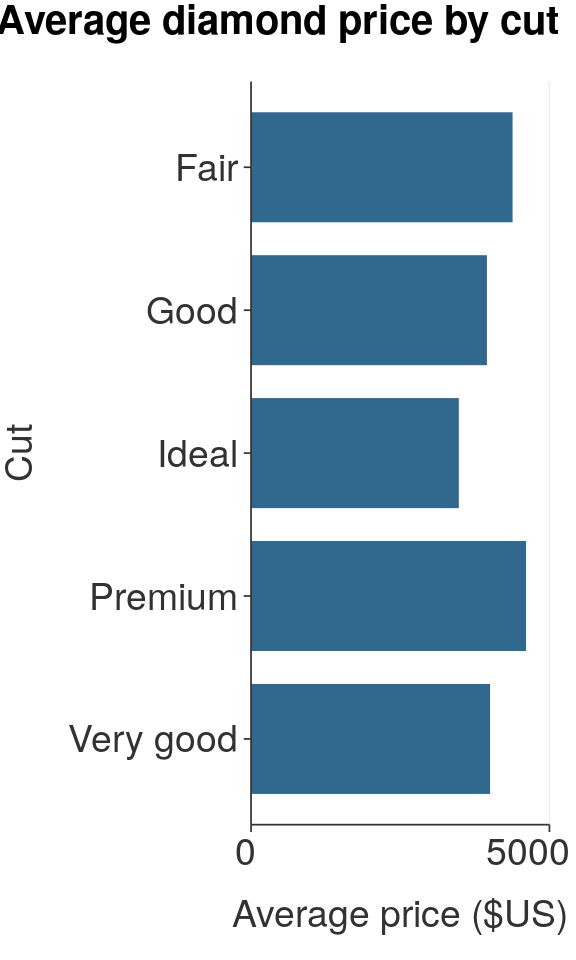 Average diamond price by cut
Fair
Good
Ideal
Premium
Very good
Cut
0 5000
Average price ($US)